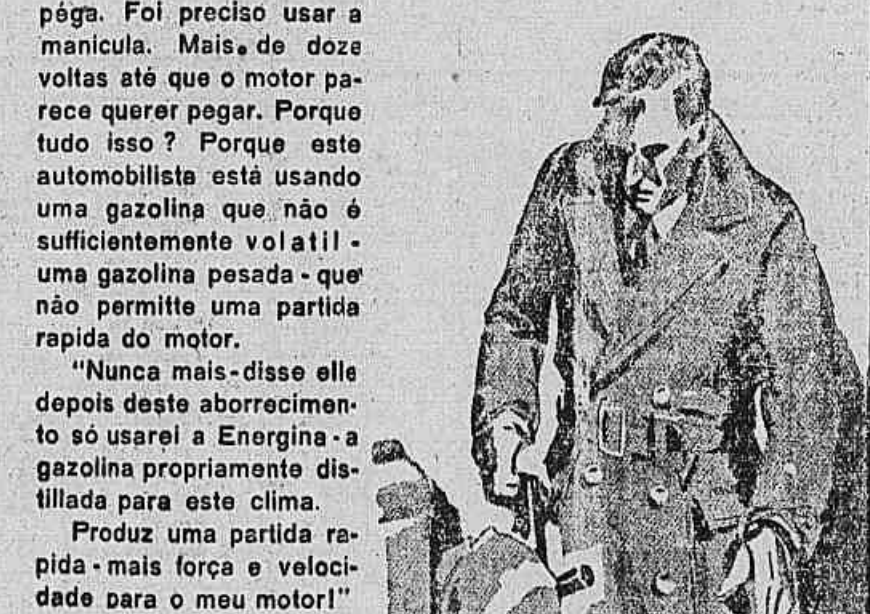 péga. Foi preciso usar a
manicula. Mais de doze
voltas até que o motor pa-
rece querer pegar. Porque
tudo isso ? Porque este
automobilista está usando
uma gazolina que não é
sufficientemente volatil -
uma gazolina pesada - que
não permitte uma partida
rapida do motor.
"Nunca mais - disse elle
depois deste aborrecimen-
to só usarei a Energina - a
gazolina propriamente dis-
tillada para este clima.
Produz uma partida ra-
pida - mais força e veloci-
dade para o meu motor!"